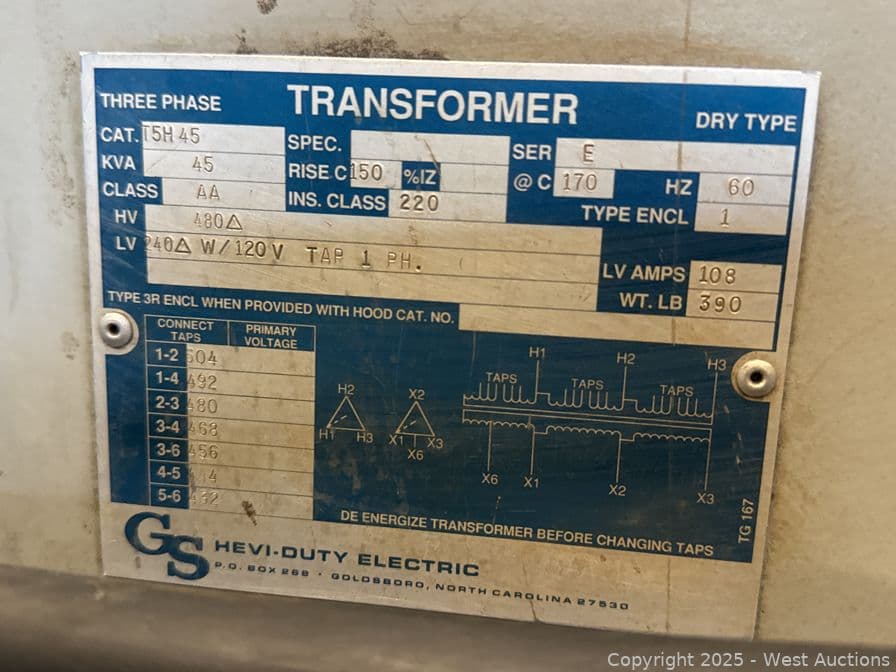 THREE PHASE TRANSFORMER DRY TYPE
CAT. T5H45 SPEC. SER E
KVA 45 RISE C 150 %IZ @ C 170 HZ 60
CLASS AA INS. CLASS 220 TYPE ENCL 1
HV 480Δ
LV 240Δ W/120V TAP 1 PH.
LV AMPS 108
WT. LB 390
TYPE 3R ENCL WHEN PROVIDED WITH HOOD CAT. NO.
CONNECT TAPS PRIMARY VOLTAGE
1-2 504
1-4 492
2-3 480
3-4 468
3-6 456
4-5
5-6 432
H2
H1 H3
X2
X1 X3
X6
H1 H2 H3
TAPS TAPS TAPS
X6 X1 X2 X3
DE ENERGIZE TRANSFORMER BEFORE CHANGING TAPS
TG 167
GS HEVI-DUTY ELECTRIC
P.O. BOX 268 · GOLDSBORO, NORTH CAROLINA 27530
Copyright © 2025 - West Auctions